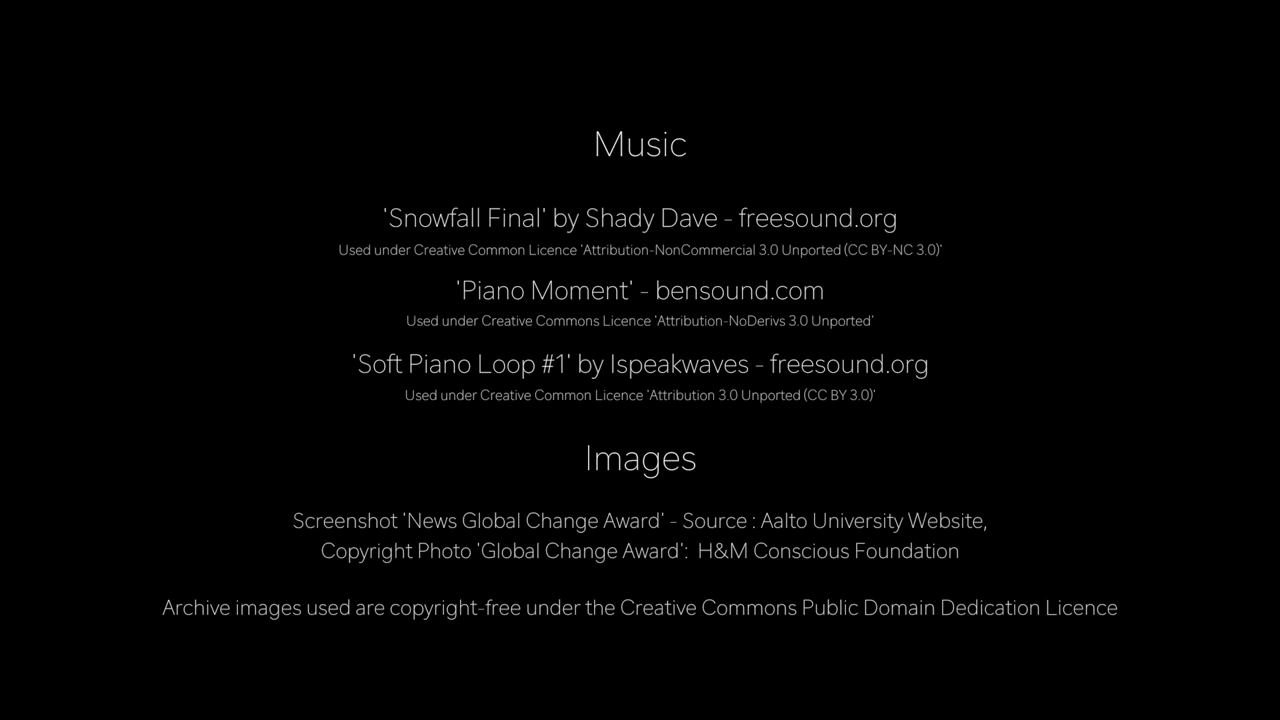 Music
'Snowfall Final' by Shady Dave - freesound.org
Used under Creative Common Licence 'Attribution-NonCommercial 3.0 Unported (CC BY-NC 3.0)'
'Piano Moment' - bensound.com
Used under Creative Commons Licence 'Attribution-NoDerivs 3.0 Unported'
'Soft Piano Loop #1' by Ispeakwaves - freesound.org
Used under Creative Common Licence 'Attribution 3.0 Unported (CC BY 3.0)'
Images
Screenshot 'News Global Change Award' - Source : Aalto University Website,
Copyright Photo 'Global Change Award':  H&M Conscious Foundation
Archive images used are copyright-free under the Creative Commons Public Domain Dedication Licence